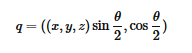 q = ((x, y, z) sin θ/2, cos θ/2)